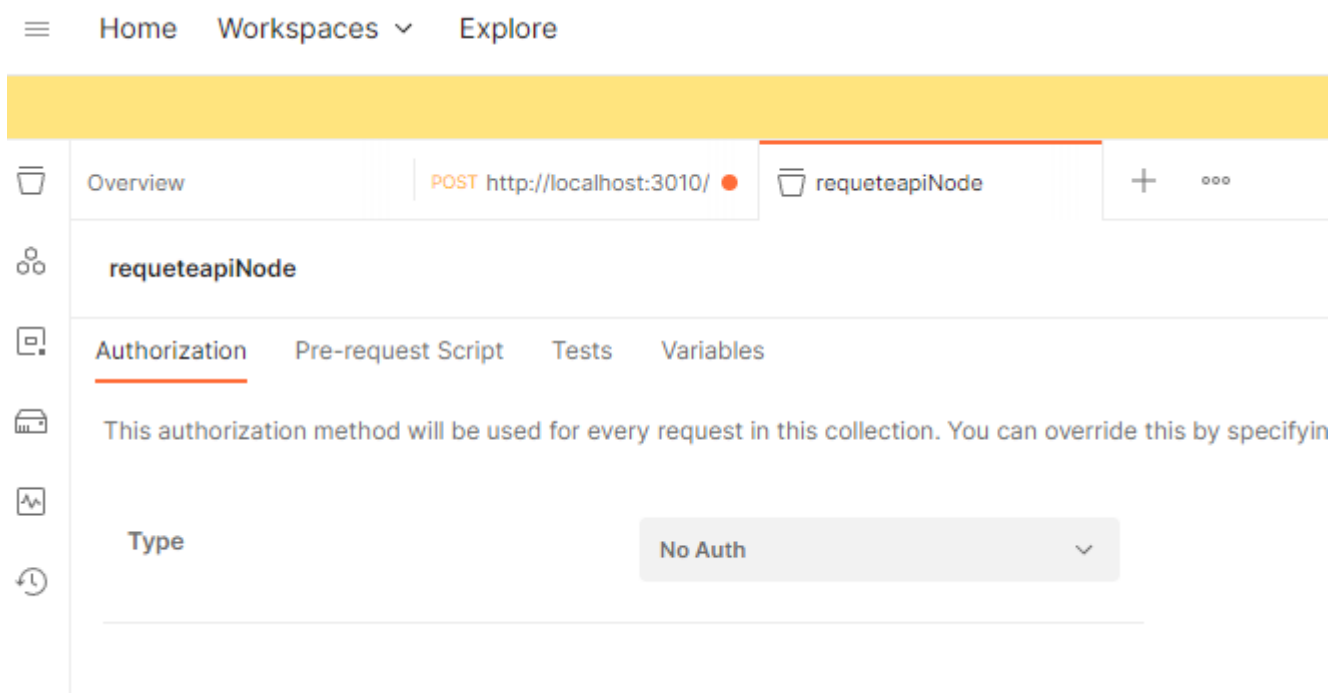 Home Workspaces Explore
Overview POST http://localhost:3010/ requeteapiNode
requeteapiNode
Authorization Pre-request Script Tests Variables
This authorization method will be used for every request in this collection. You can override this by specifyin
Type No Auth